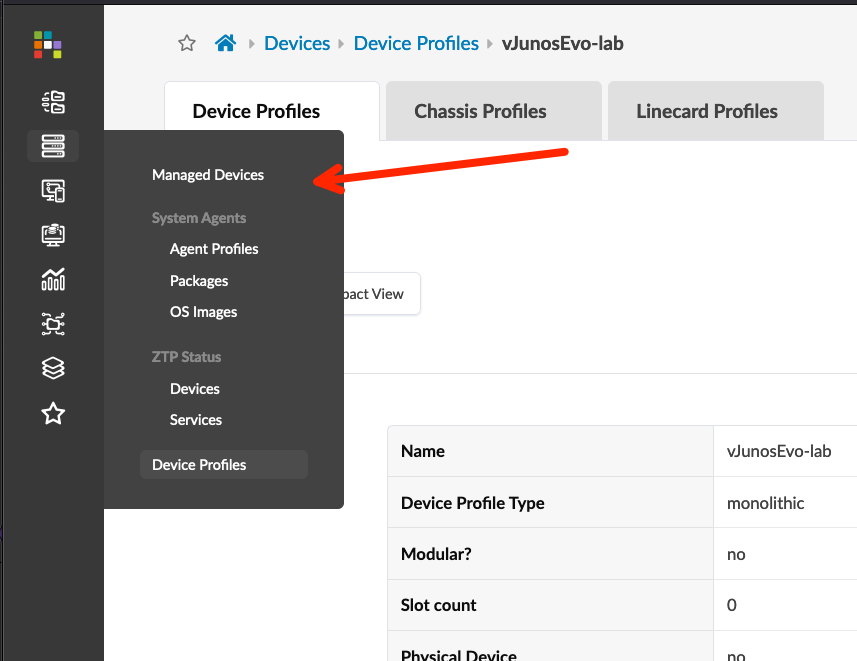 Devices Device Profiles vJunosEvo-lab
Device Profiles Chassis Profiles Linecard Profiles
Managed Devices
System Agents
Agent Profiles
Packages
OS Images
View
ZTP Status
Devices
Services
Device Profiles
Name vJunosEvo-lab
Device Profile Type monolithic
Modular? no
Slot count 0
Physical Device no